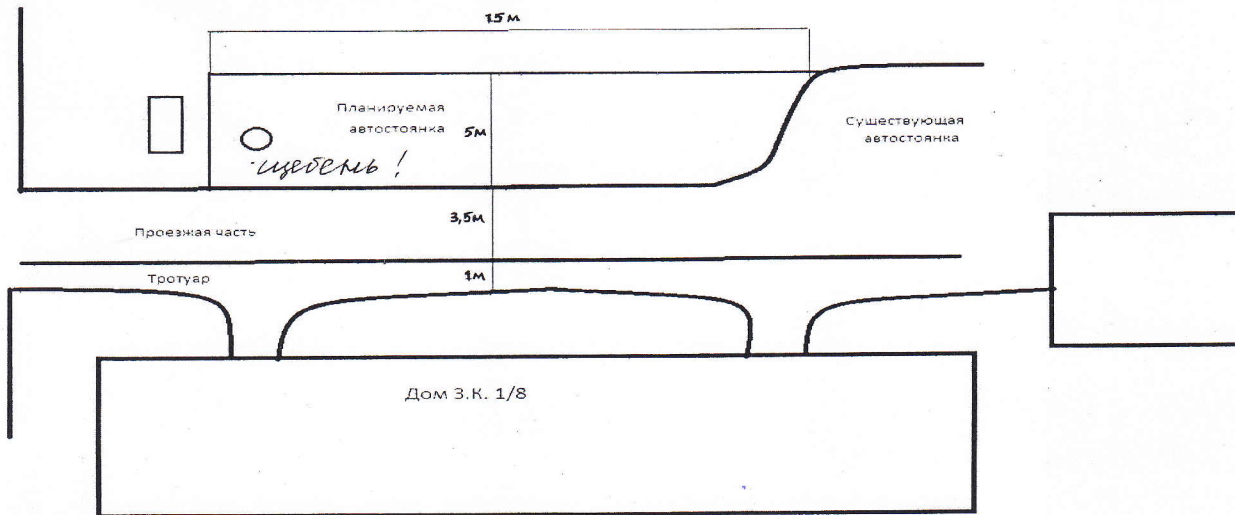 15м
Планируемая
автостоянка
5м
щебень!
Существующая
автостоянка
Проезжая часть
3,5м
Тротуар
1м
Дом З.К. 1/8